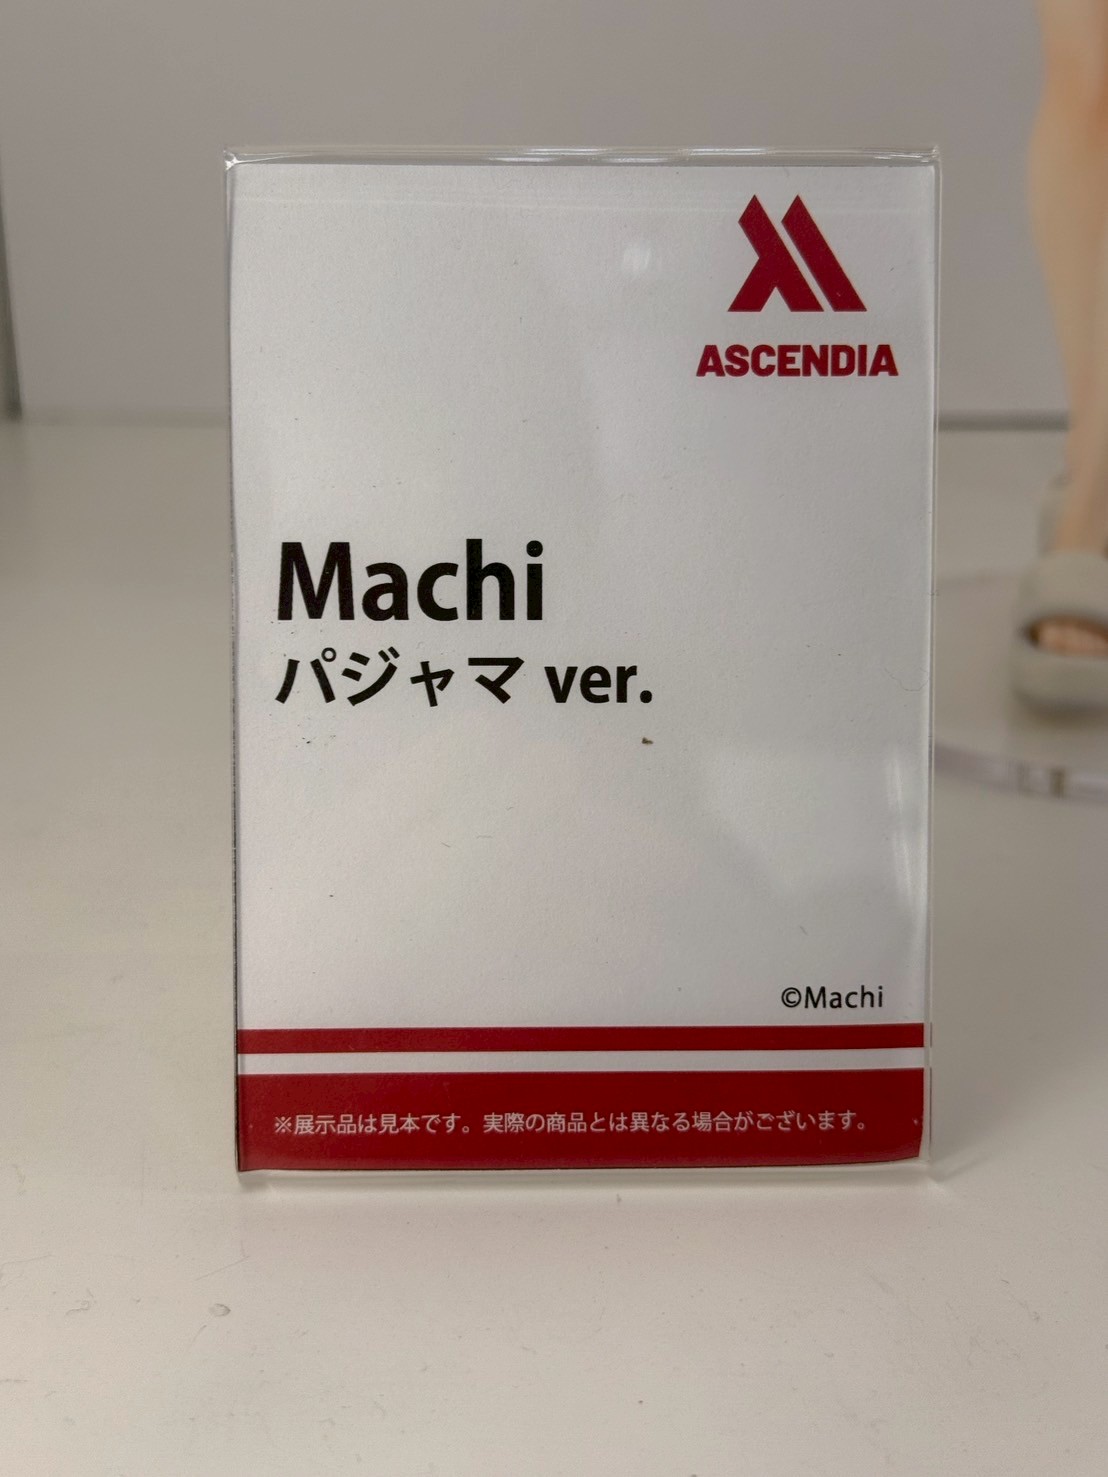 ASCENDIA
Machi
パジャマ ver.
©Machi
※展示品は見本です。実際の商品とは異なる場合がございます。